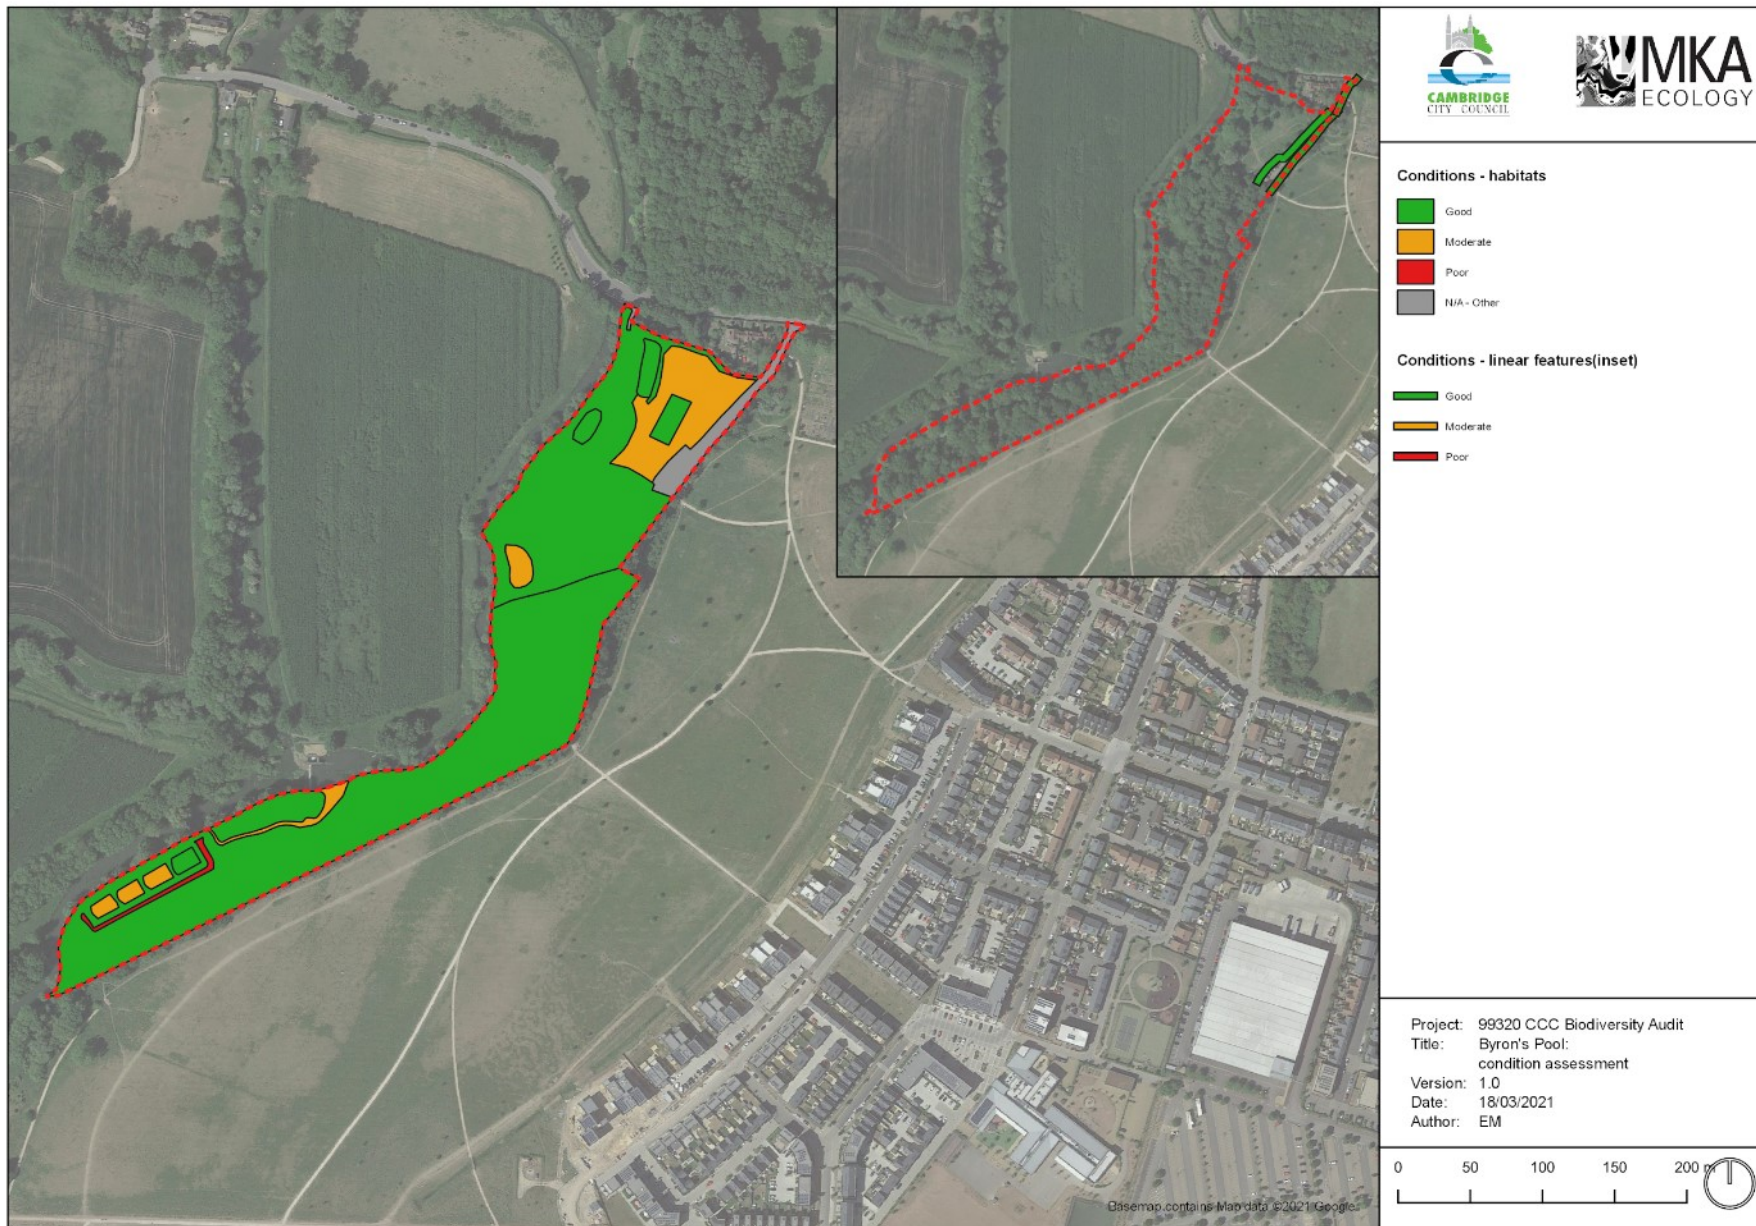 CAMBRIDGE
CITY COUNCIL
MKA
ECOLOGY
Conditions - habitats
Good
Moderate
Poor
N/A - Other
Conditions - linear features(inset)
Good
Moderate
Poor
Project: 99320 CCC Biodiversity Audit
Title: Byron's Pool:
condition assessment
Version: 1.0
Date: 18/03/2021
Author: EM
0 50 100 150 200 m
Basemap contains Map data ©2021 Google